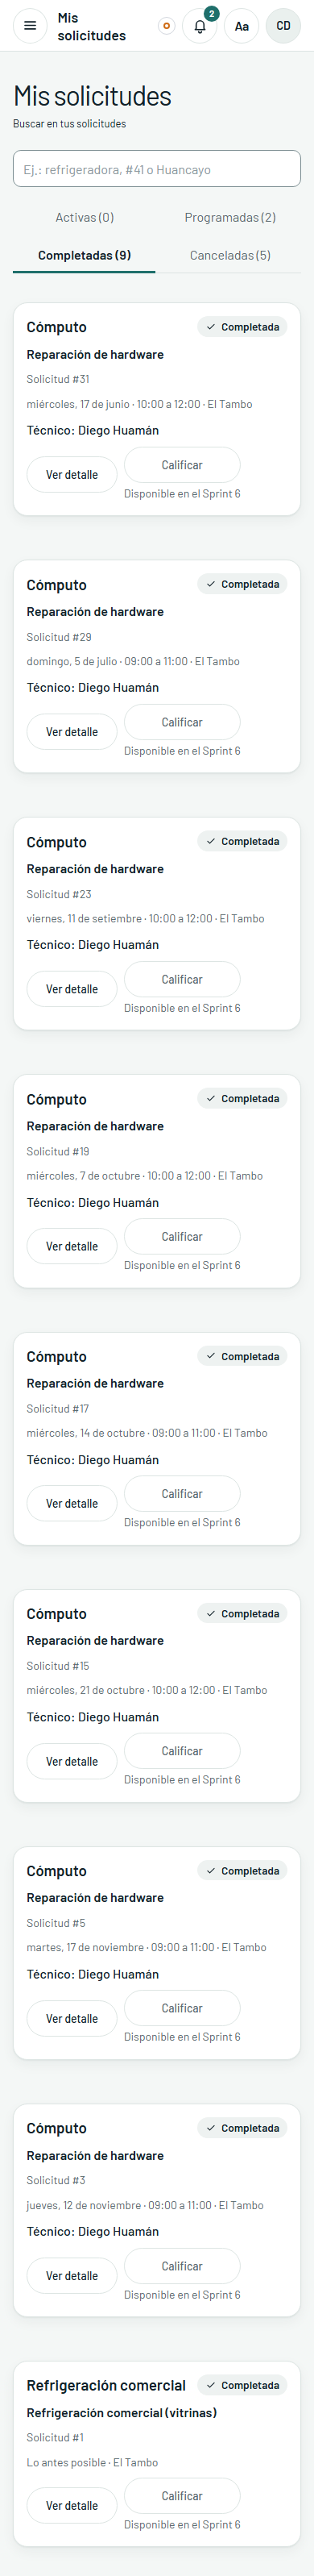 Mis
solicitudes
2
Aa
CD
Mis solicitudes
Buscar en tus solicitudes
Ej.: refrigeradora, #41 o Huancayo
Activas (0)
Programadas (2)
Completadas (9)
Canceladas (5)
Cómputo
Completada
Reparación de hardware
Solicitud #31
miércoles, 17 de junio · 10:00 a 12:00 · El Tambo
Técnico: Diego Huamán
Ver detalle
Calificar
Disponible en el Sprint 6
Cómputo
Completada
Reparación de hardware
Solicitud #29
domingo, 5 de julio · 09:00 a 11:00 · El Tambo
Técnico: Diego Huamán
Ver detalle
Calificar
Disponible en el Sprint 6
Cómputo
Completada
Reparación de hardware
Solicitud #23
viernes, 11 de setiembre · 10:00 a 12:00 · El Tambo
Técnico: Diego Huamán
Ver detalle
Calificar
Disponible en el Sprint 6
Cómputo
Completada
Reparación de hardware
Solicitud #19
miércoles, 7 de octubre · 10:00 a 12:00 · El Tambo
Técnico: Diego Huamán
Ver detalle
Calificar
Disponible en el Sprint 6
Cómputo
Completada
Reparación de hardware
Solicitud #17
miércoles, 14 de octubre · 09:00 a 11:00 · El Tambo
Técnico: Diego Huamán
Ver detalle
Calificar
Disponible en el Sprint 6
Cómputo
Completada
Reparación de hardware
Solicitud #15
miércoles, 21 de octubre · 10:00 a 12:00 · El Tambo
Técnico: Diego Huamán
Ver detalle
Calificar
Disponible en el Sprint 6
Cómputo
Completada
Reparación de hardware
Solicitud #5
martes, 17 de noviembre · 09:00 a 11:00 · El Tambo
Técnico: Diego Huamán
Ver detalle
Calificar
Disponible en el Sprint 6
Cómputo
Completada
Reparación de hardware
Solicitud #3
jueves, 12 de noviembre · 09:00 a 11:00 · El Tambo
Técnico: Diego Huamán
Ver detalle
Calificar
Disponible en el Sprint 6
Refrigeración comercial
Completada
Refrigeración comercial (vitrinas)
Solicitud #1
Lo antes posible · El Tambo
Ver detalle
Calificar
Disponible en el Sprint 6